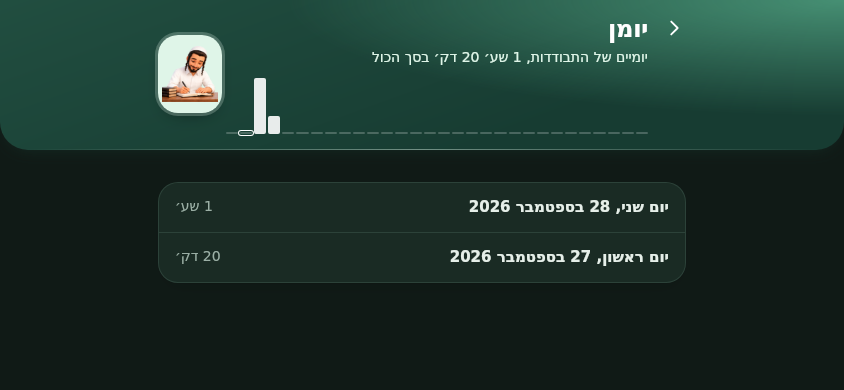 יומן
יומיים של התבודדות, 1 שע׳ 20 דק׳ בסך הכול
יום שני, 28 בספטמבר 2026
1 שע׳
יום ראשון, 27 בספטמבר 2026
20 דק׳